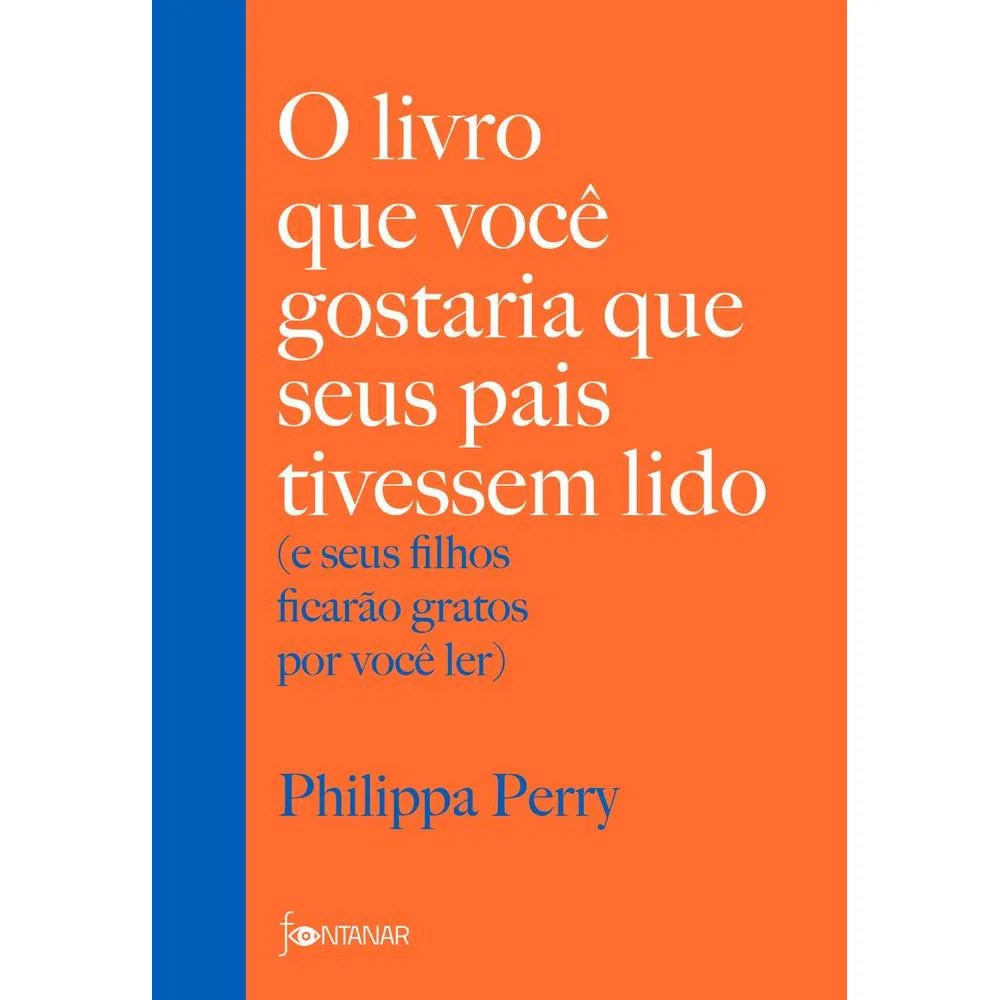 O livro
que você
gostaria que
seus pais
tivessem lido
(e seus filhos
ficarão gratos
por você ler)
Philippa Perry
FONTANAR